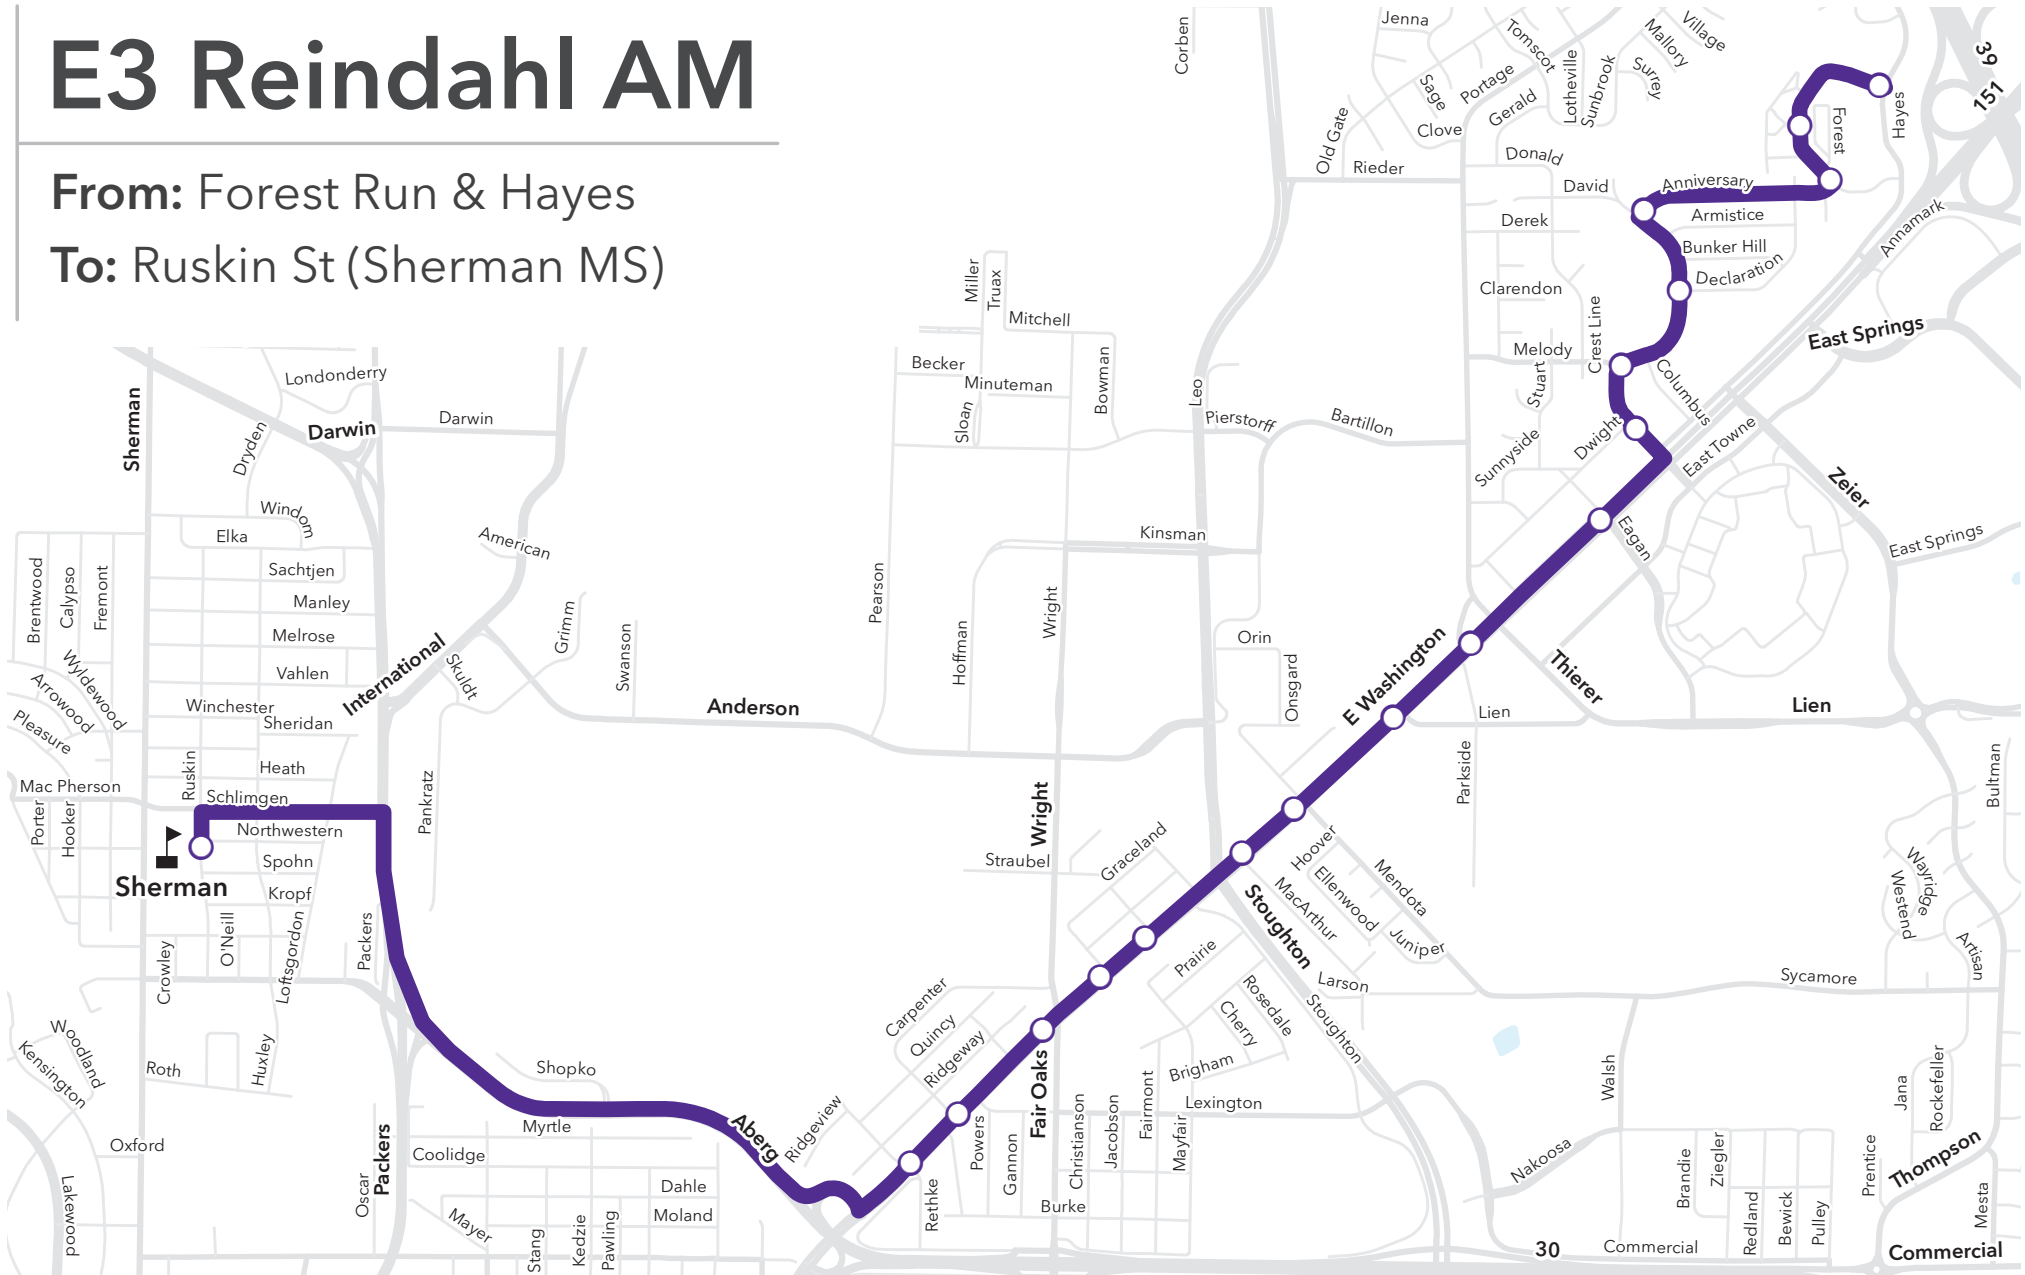 E3 Reindahl AM
From: Forest Run & Hayes
To: Ruskin St (Sherman MS)
Corben
Jenna
Tomscot
Village
Mallory
Lotheville
Sunbrook
Surrey
39
151
Sage
Portage
Gerald
Clove
Old Gate
Rieder
Donald
David
Derek
Forest
Hayes
Anniversary
Armistice
Bunker Hill
Declaration
Annamark
East Springs
Clarendon
Crest Line
Melody
Stuart
Columbus
Dwight
Sunnyside
East Towne
Zeier
East Springs
Eagan
Miller
Truax
Mitchell
Becker
Minuteman
Sloan
Bowman
Leo
Pierstorff
Bartillon
Kinsman
Londonderry
Darwin
Darwin
Sherman
Dryden
Windom
Elka
Sachtjen
Manley
Melrose
Vahlen
Winchester
Sheridan
Heath
Brentwood
Calypso
Fremont
Wyldewood
Arrowood
Pleasure
American
International
Skuldt
Grimm
Swanson
Anderson
Pearson
Hoffman
Wright
Orin
Onsgard
E Washington
Thierer
Lien
Lien
Parkside
Bultman
Ruskin
Mac Pherson
Schlimgen
Northwestern
Spohn
Kropf
Porter
Hooker
Sherman
Pankratz
Packers
O'Neill
Loftsgordon
Crowley
Wright
Straubel
Graceland
Hoover
Ellenwood
MacArthur
Mendota
Juniper
Stoughton
Larson
Stoughton
Prairie
Rosedale
Cherry
Brigham
Lexington
Wayridge
Westend
Artisan
Sycamore
Woodland
Kensington
Roth
Huxley
Shopko
Myrtle
Aberg
Ridgeview
Carpenter
Quincy
Ridgeway
Fair Oaks
Powers
Gannon
Christianson
Jacobson
Fairmont
Mayfair
Rethke
Burke
Oxford
Lakewood
Packers
Oscar
Coolidge
Mayer
Dahle
Moland
Stang
Kedzie
Pawling
Walsh
Nakoosa
Brandie
Ziegler
Redland
Bewick
Pulley
Prentice
Jana
Rockefeller
Thompson
Mesta
30
Commercial
Commercial